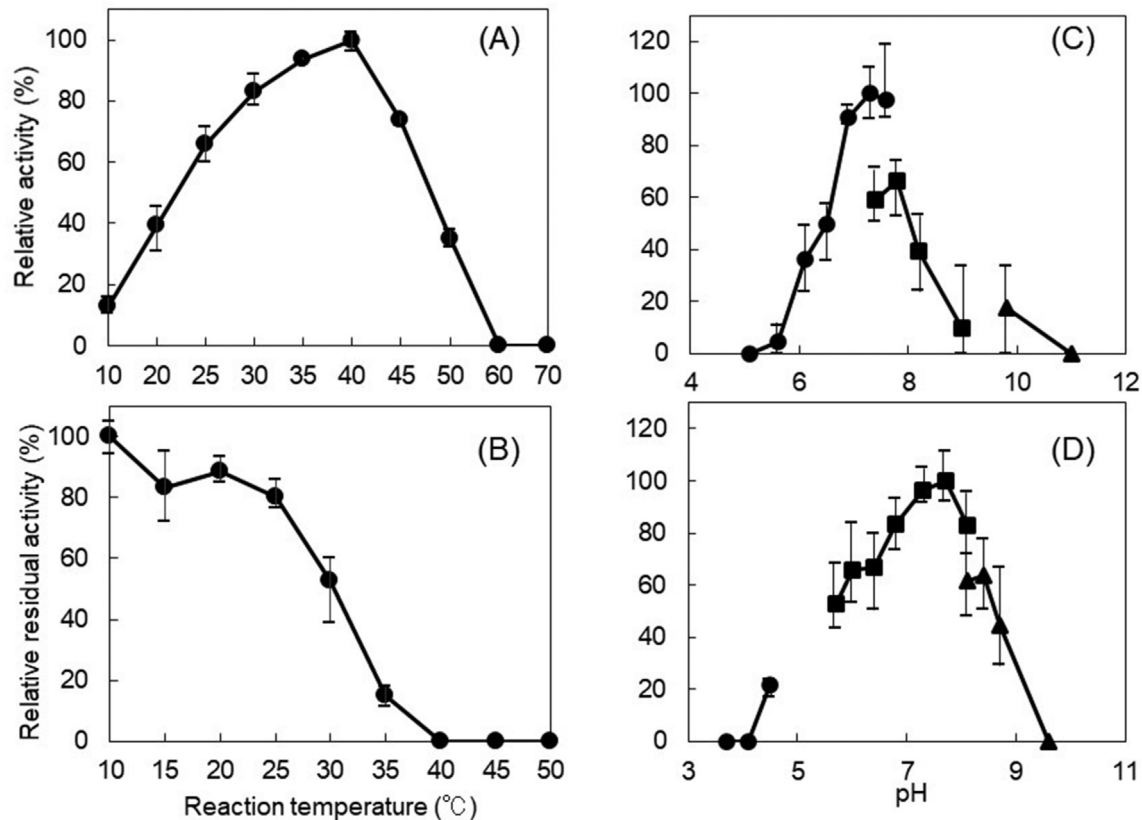 Relative activity (%)
100
80
60
40
20
0
(A)
10 20 25 30 35 40 45 50 60 70
120
100
80
60
40
20
0
(C)
4 6 8 10 12
Relative residual activity (%)
100
80
60
40
20
0
(B)
10 15 20 25 30 35 40 45 50
Reaction temperature (℃)
120
100
80
60
40
20
0
(D)
3 5 7 9 11
pH